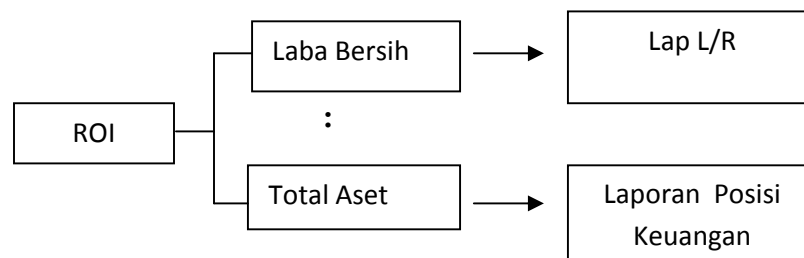 Laba Bersih
Lap L/R
ROI
:
Total Aset
Laporan Posisi
Keuangan